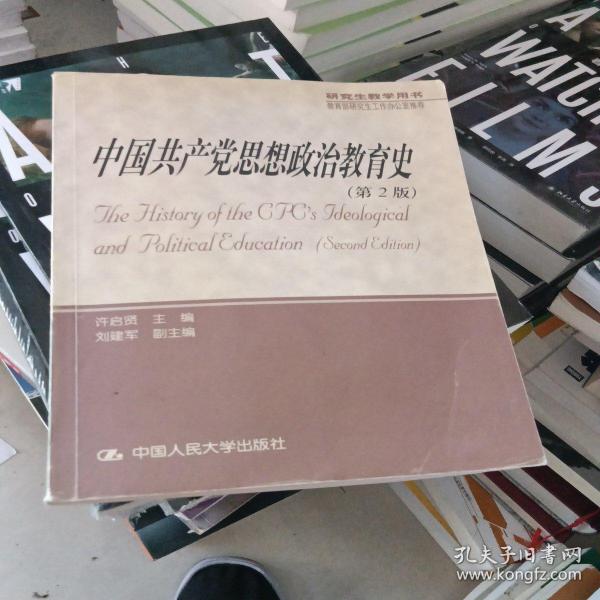 研究生教学用书
教育部研究生工作办公室推荐
中国共产党思想政治教育史
(第2版)
The History of the CPC's Ideological
and Political Education (Second Edition)
许启贤 主编
刘建军 副主编
中国人民大学出版社
WATCH
FILMS
孔夫子旧书网
www.kongfz.com